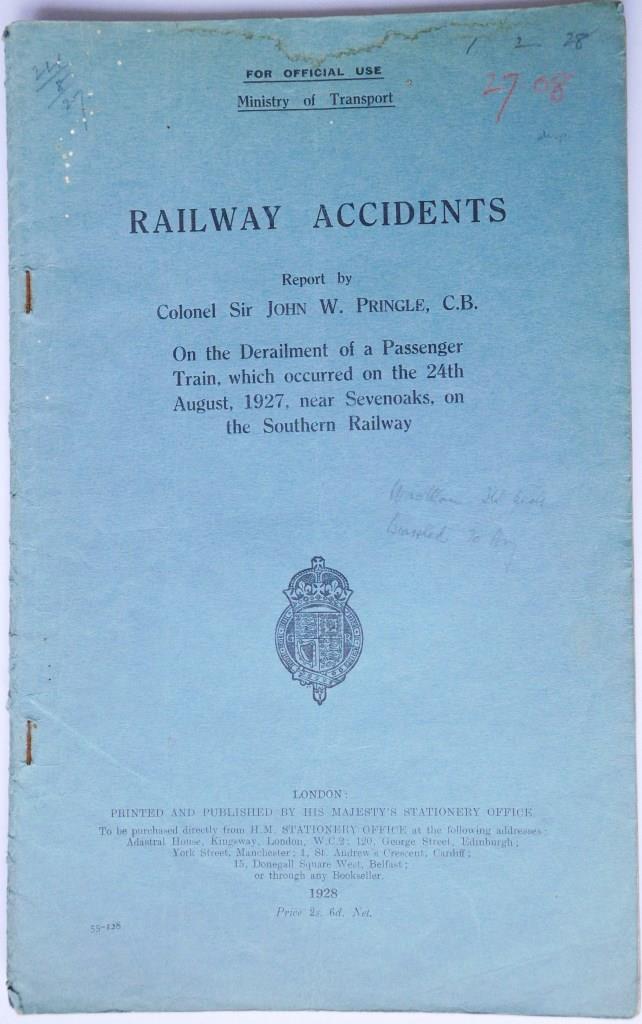 1 2 28
24/8/27
FOR OFFICIAL USE
27.08
Ministry of Transport
RAILWAY ACCIDENTS
Report by
Colonel Sir JOHN W. PRINGLE, C.B.
On the Derailment of a Passenger
Train, which occurred on the 24th
August, 1927, near Sevenoaks, on
the Southern Railway
LONDON:
PRINTED AND PUBLISHED BY HIS MAJESTY'S STATIONERY OFFICE
To be purchased directly from H.M. STATIONERY OFFICE at the following addresses:
Adastral House, Kingsway, London, W.C.2; 120, George Street, Edinburgh;
York Street, Manchester; 1, St. Andrew's Crescent, Cardiff;
15, Donegall Square West, Belfast;
or through any Bookseller.
1928
Price 2s. 6d. Net.
55-128